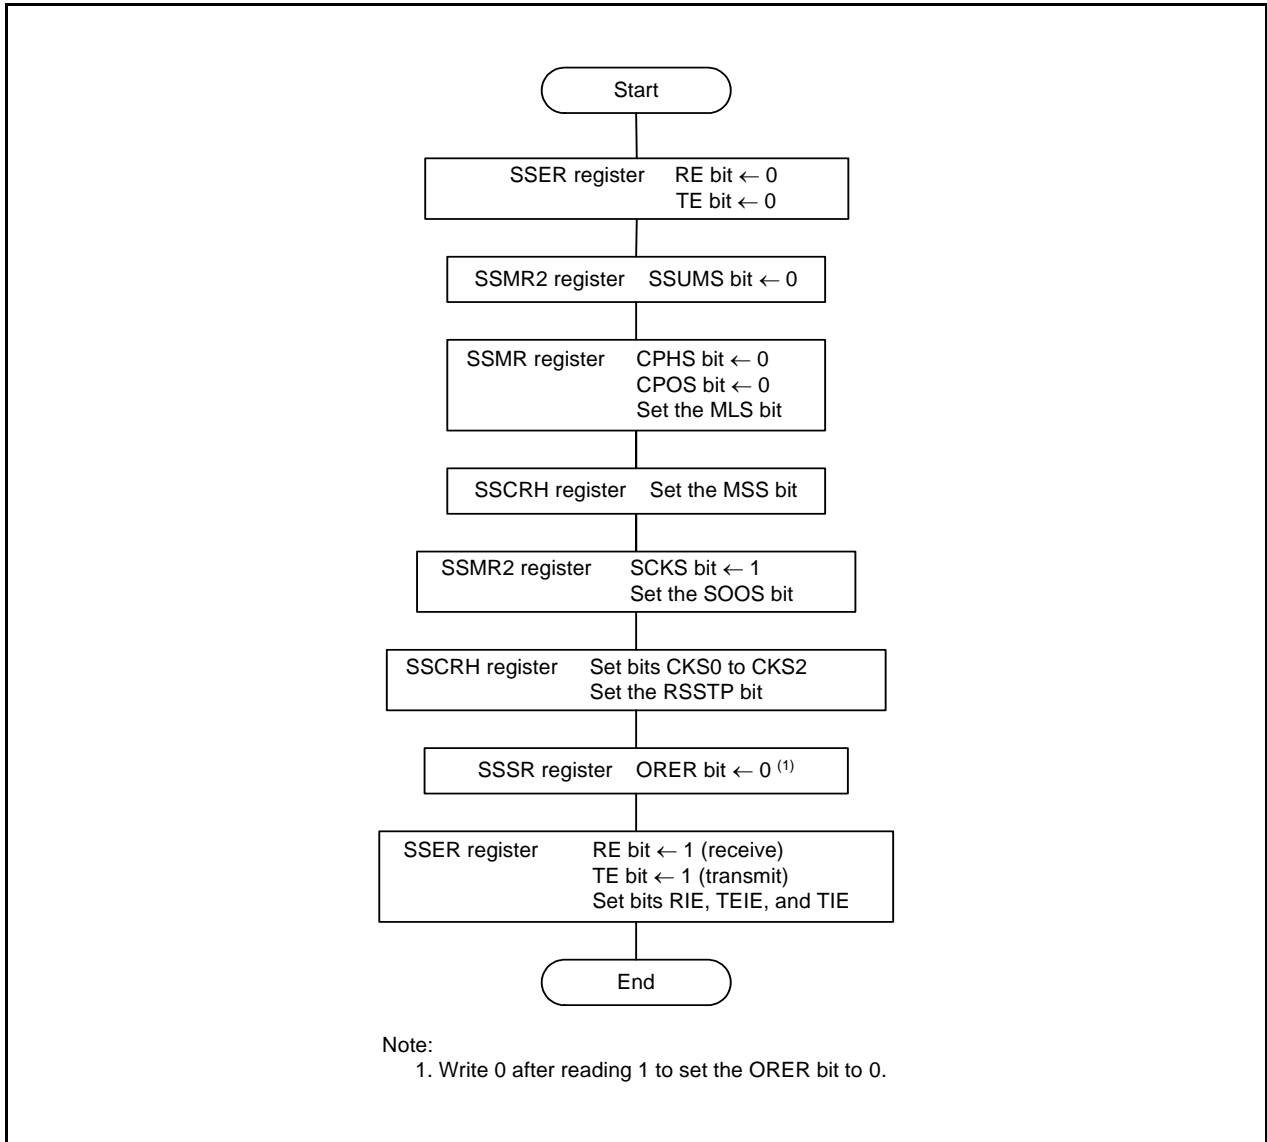 Start
SSER register RE bit ← 0
TE bit ← 0
SSMR2 register SSUMS bit ← 0
SSMR register CPHS bit ← 0
CPOS bit ← 0
Set the MLS bit
SSCRH register Set the MSS bit
SSMR2 register SCKS bit ← 1
Set the SOOS bit
SSCRH register Set bits CKS0 to CKS2
Set the RSSTP bit
SSSR register ORER bit ← 0 (1)
SSER register RE bit ← 1 (receive)
TE bit ← 1 (transmit)
Set bits RIE, TEIE, and TIE
End
Note:
1. Write 0 after reading 1 to set the ORER bit to 0.